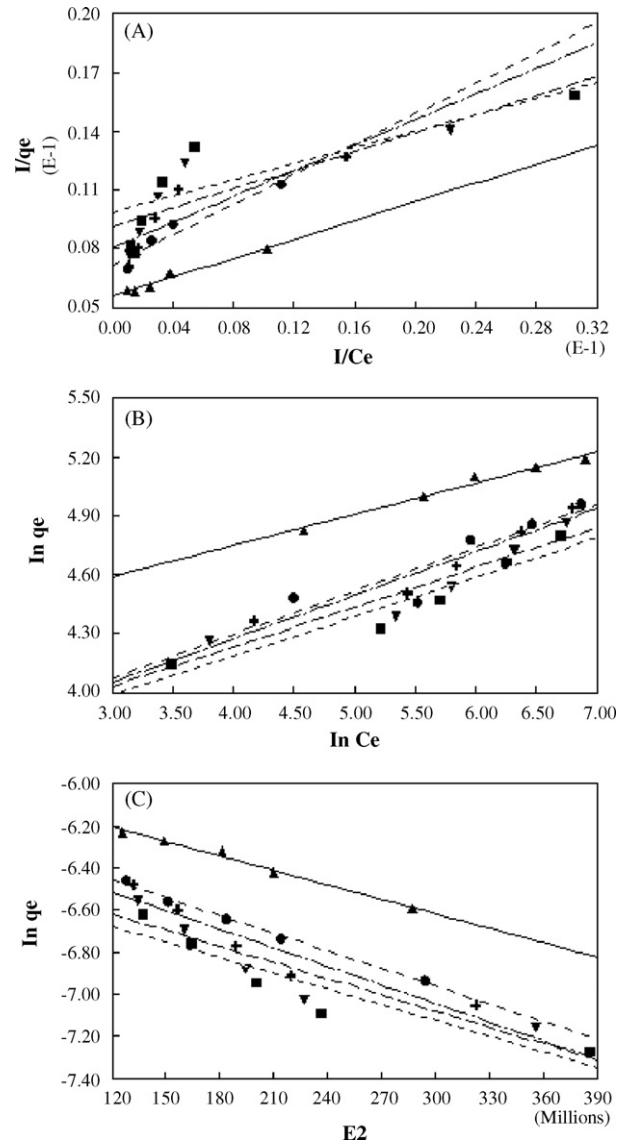 (A)
I/qe
(E-1)
0.20
0.17
0.14
0.11
0.08
0.05
0.00 0.04 0.08 0.12 0.16 0.20 0.24 0.28 0.32
(E-1)
I/Ce
(B)
In qe
5.50
5.20
4.90
4.60
4.30
4.00
3.00 3.50 4.00 4.50 5.00 5.50 6.00 6.50 7.00
In Ce
(C)
In qe
-6.00
-6.20
-6.40
-6.60
-6.80
-7.00
-7.20
-7.40
120 150 180 210 240 270 300 330 360 390
(Millions)
E2